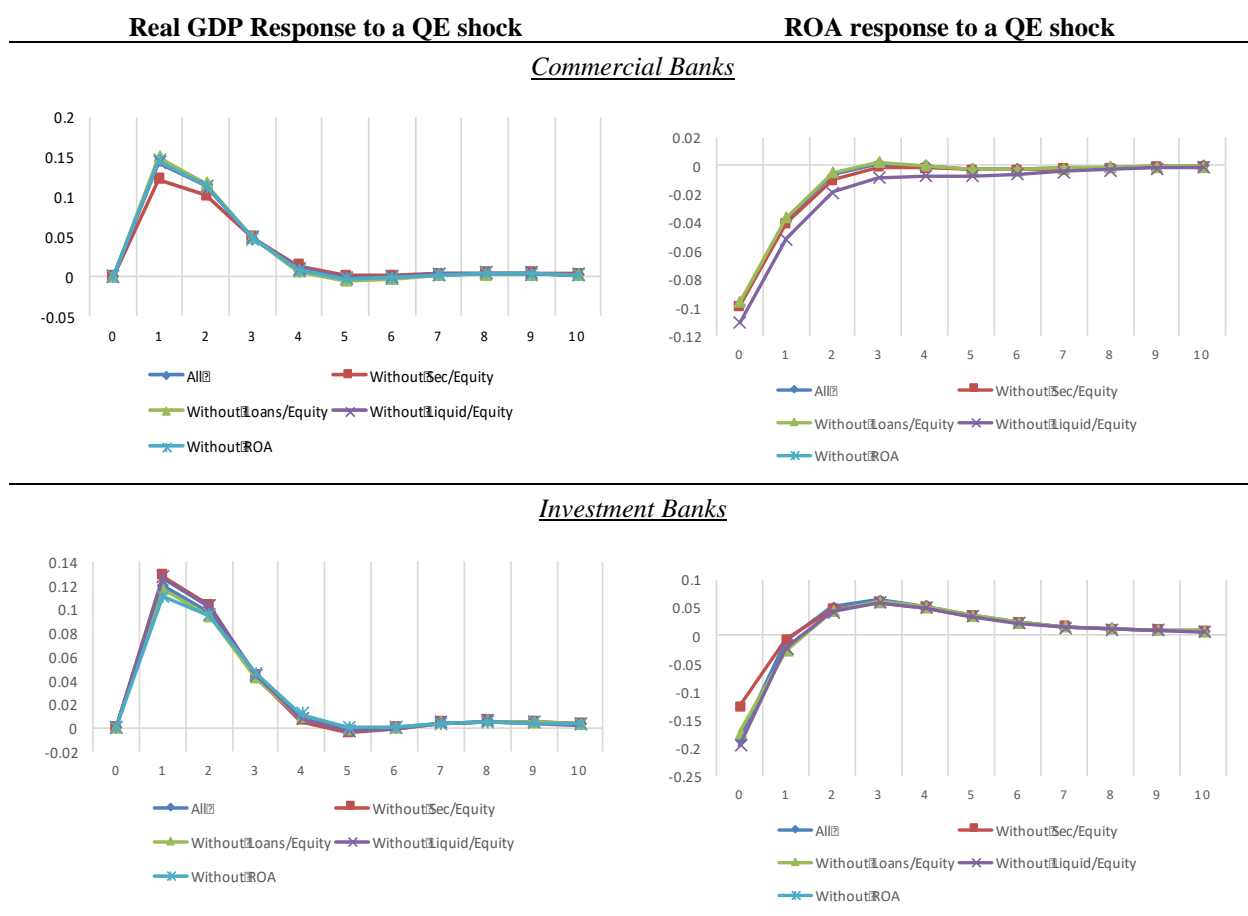 Real GDP Response to a QE shock ROA response to a QE shock
Commercial Banks
0.2
0.15
0.1
0.05
0
-0.05
0 1 2 3 4 5 6 7 8 9 10
All
Without Sec/Equity
Without Loans/Equity
Without Liquid/Equity
Without ROA
0.02
0
-0.02
-0.04
-0.06
-0.08
-0.1
-0.12
0 1 2 3 4 5 6 7 8 9 10
All
Without Sec/Equity
Without Loans/Equity
Without Liquid/Equity
Without ROA
Investment Banks
0.14
0.12
0.1
0.08
0.06
0.04
0.02
0
-0.02
0 1 2 3 4 5 6 7 8 9 10
All
Without Sec/Equity
Without Loans/Equity
Without Liquid/Equity
Without ROA
0.1
0.05
0
-0.05
-0.1
-0.15
-0.2
-0.25
0 1 2 3 4 5 6 7 8 9 10
All
Without Sec/Equity
Without Loans/Equity
Without Liquid/Equity
Without ROA